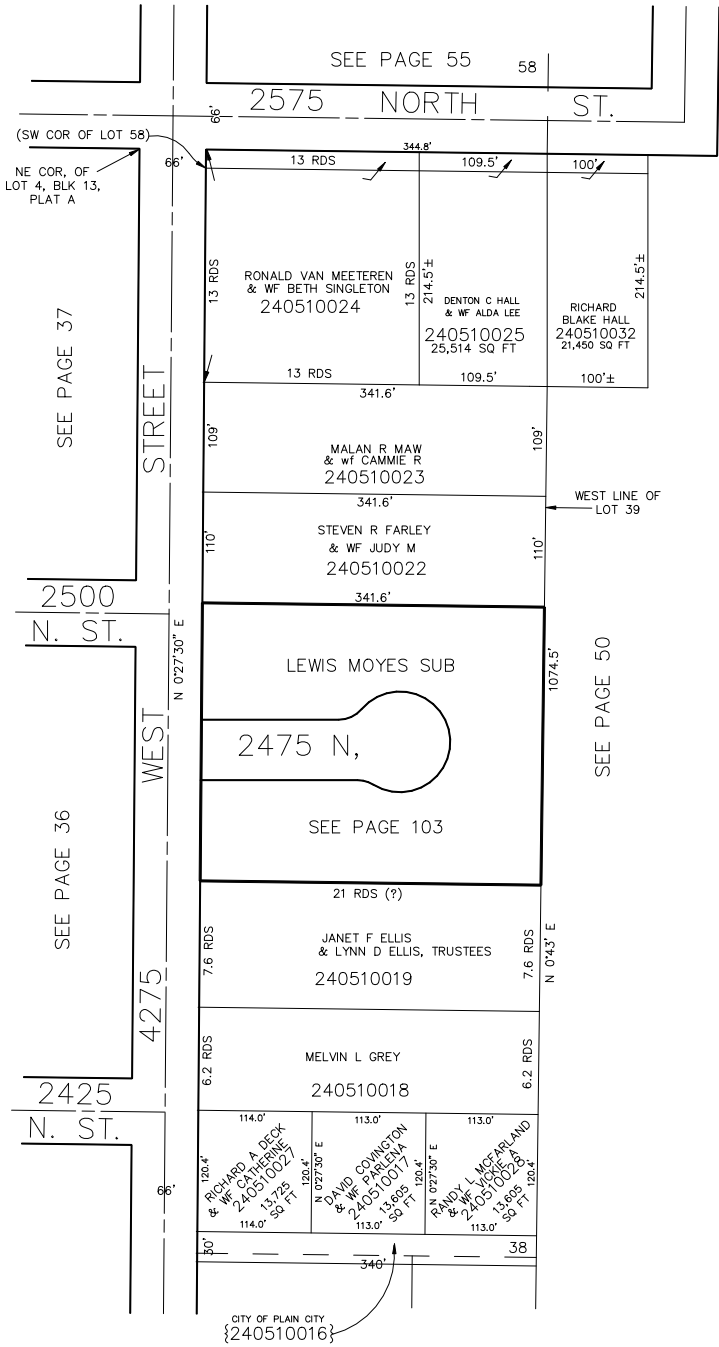 SEE PAGE 55
58
2575 NORTH ST.
66'
(SW COR OF LOT 58)
66'
NE COR, OF
LOT 4, BLK 13,
PLAT A
344.8'
13 RDS
109.5'
100'
13 RDS
RONALD VAN MEETEREN
& WF BETH SINGLETON
240510024
13 RDS
214.5'±
DENTON C HALL
& WF ALDA LEE
240510025
25,514 SQ FT
RICHARD
BLAKE HALL
240510032
21,450 SQ FT
214.5'±
13 RDS
109.5'
100'±
341.6'
SEE PAGE 37
STREET
109'
MALAN R MAW
& wf CAMMIE R
240510023
109'
341.6'
WEST LINE OF
LOT 39
110'
STEVEN R FARLEY
& WF JUDY M
240510022
110'
341.6'
2500
N. ST.
N 0°27'30" E
LEWIS MOYES SUB
1074.5'
SEE PAGE 50
WEST
2475 N,
SEE PAGE 103
SEE PAGE 36
21 RDS (?)
7.6 RDS
JANET F ELLIS
& LYNN D ELLIS, TRUSTEES
240510019
7.6 RDS
N 0°43' E
4275
6.2 RDS
MELVIN L GREY
240510018
6.2 RDS
2425
N. ST.
114.0'
113.0'
113.0'
66'
120.4'
RICHARD A DECK
& WF CATHERINE
240510027
13,725
SQ FT
120.4'
N 0°27'30" E
DAVID COVINGTON
& WF PARLENA
240510017
13,605
SQ FT
120.4'
N 0°27'30" E
RANDY L MCFARLAND
& WF VICKIE A
240510028
13,605
SQ FT
120.4'
114.0'
113.0'
113.0'
30'
38
340'
CITY OF PLAIN CITY
{240510016}